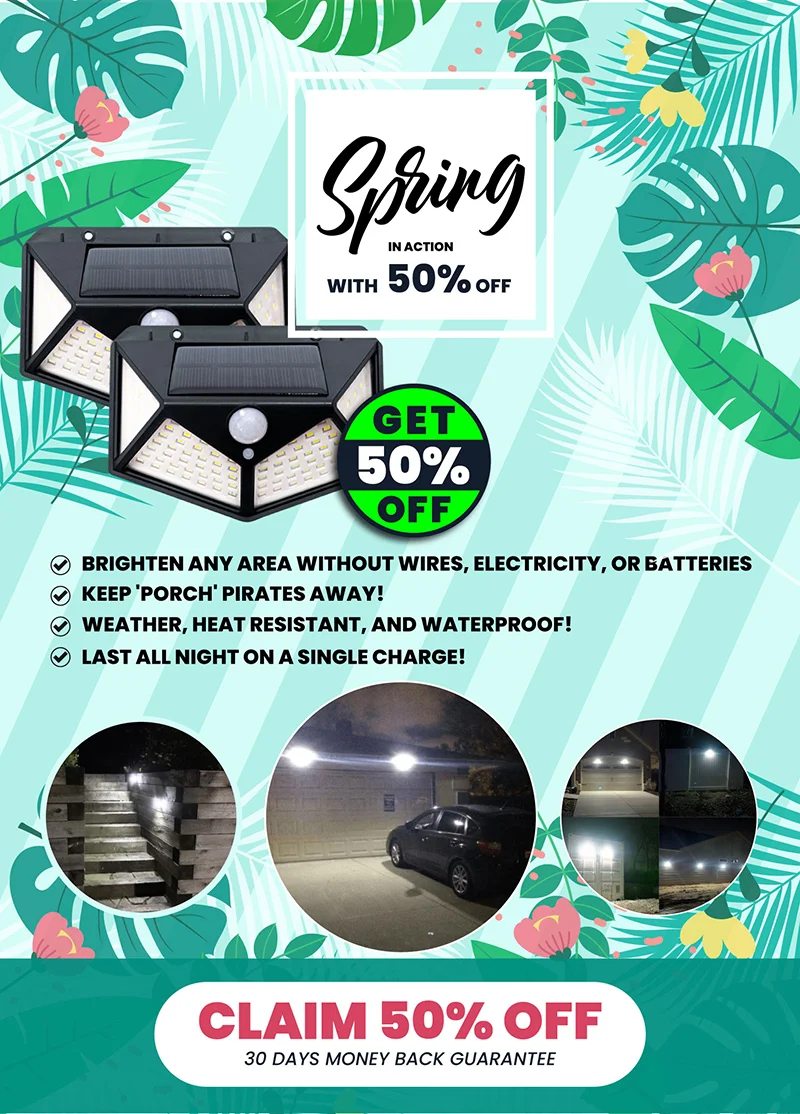 Spring
IN ACTION
WITH 50% OFF
GET
50%
OFF
BRIGHTEN ANY AREA WITHOUT WIRES, ELECTRICITY, OR BATTERIES
KEEP 'PORCH' PIRATES AWAY!
WEATHER, HEAT RESISTANT, AND WATERPROOF!
LAST ALL NIGHT ON A SINGLE CHARGE!
CLAIM 50% OFF
30 DAYS MONEY BACK GUARANTEE